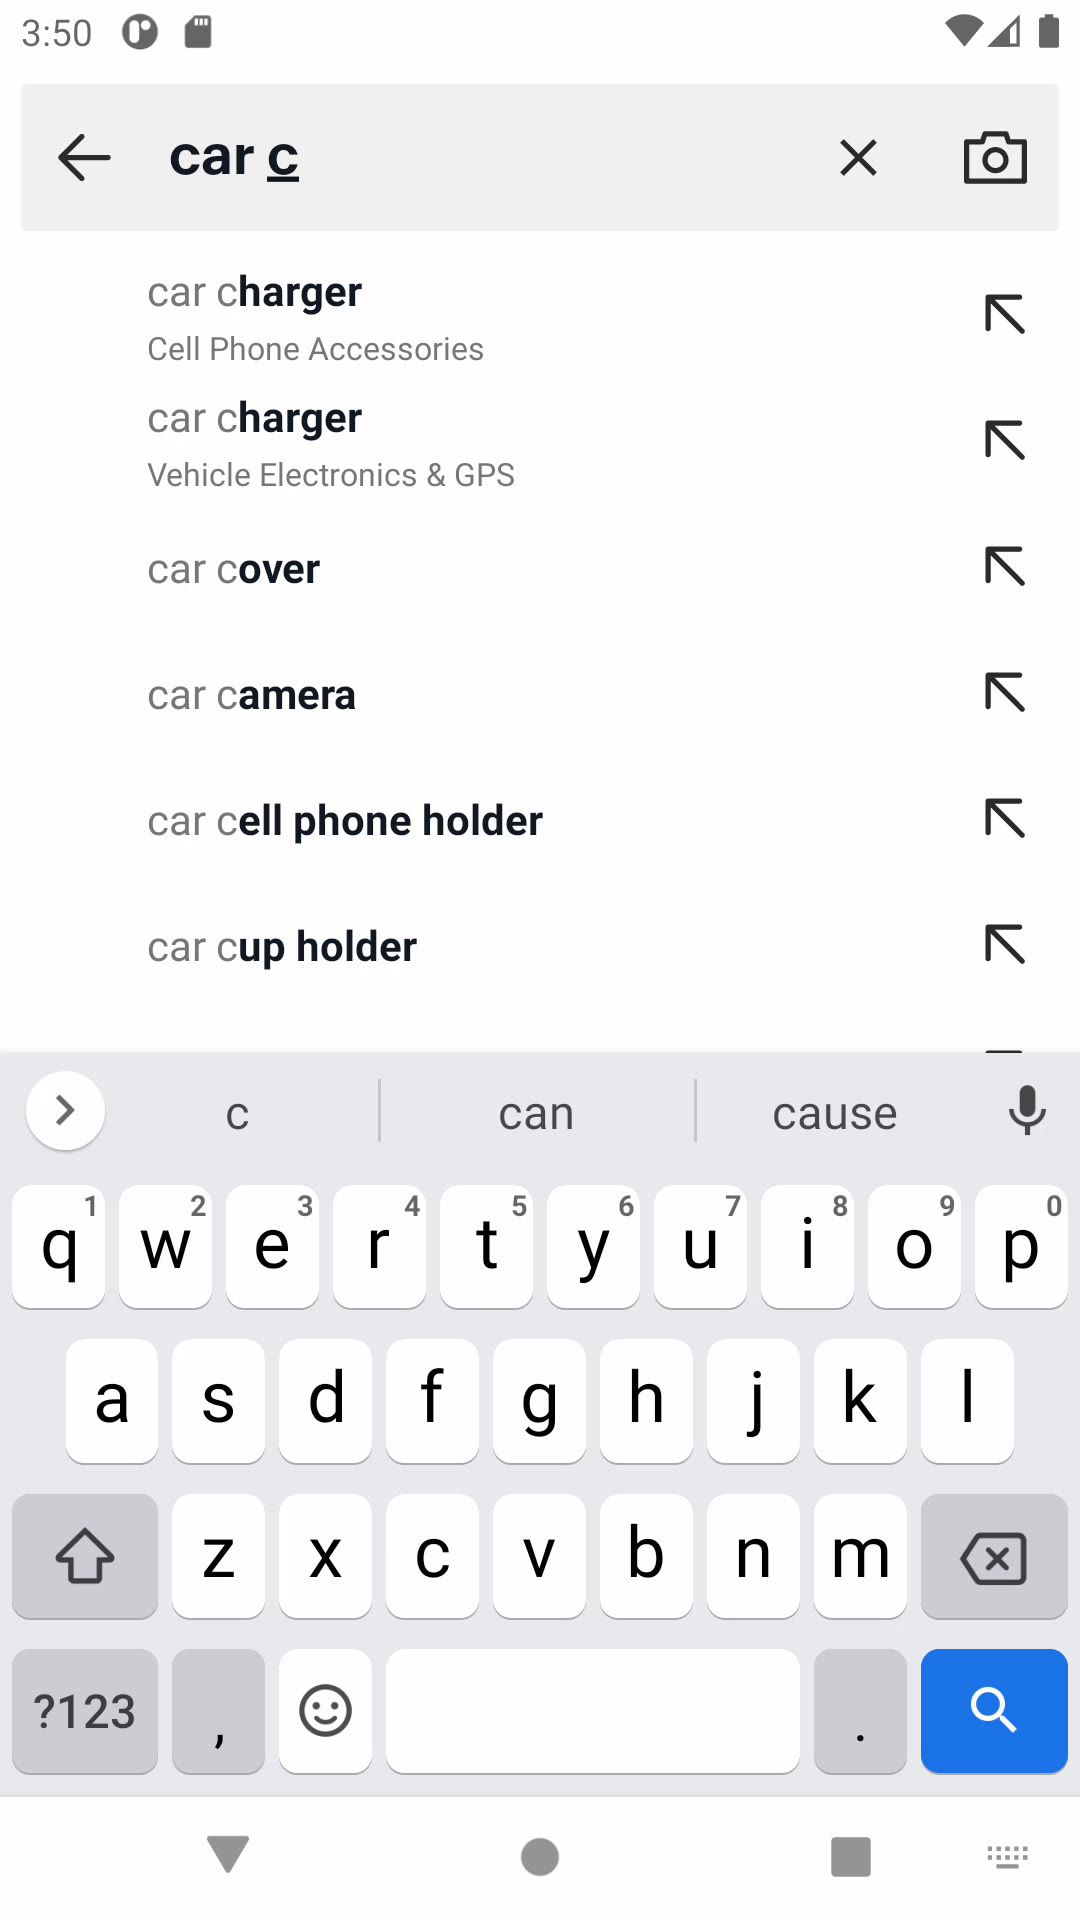 3:50
car c
car charger
Cell Phone Accessories
car charger
Vehicle Electronics & GPS
car cover
car camera
car cell phone holder
car cup holder
c can cause
1 2 3 4 5 6 7 8 9 0
q w e r t y u i o p
a s d f g h j k l
z x c v b n m
?123 , .